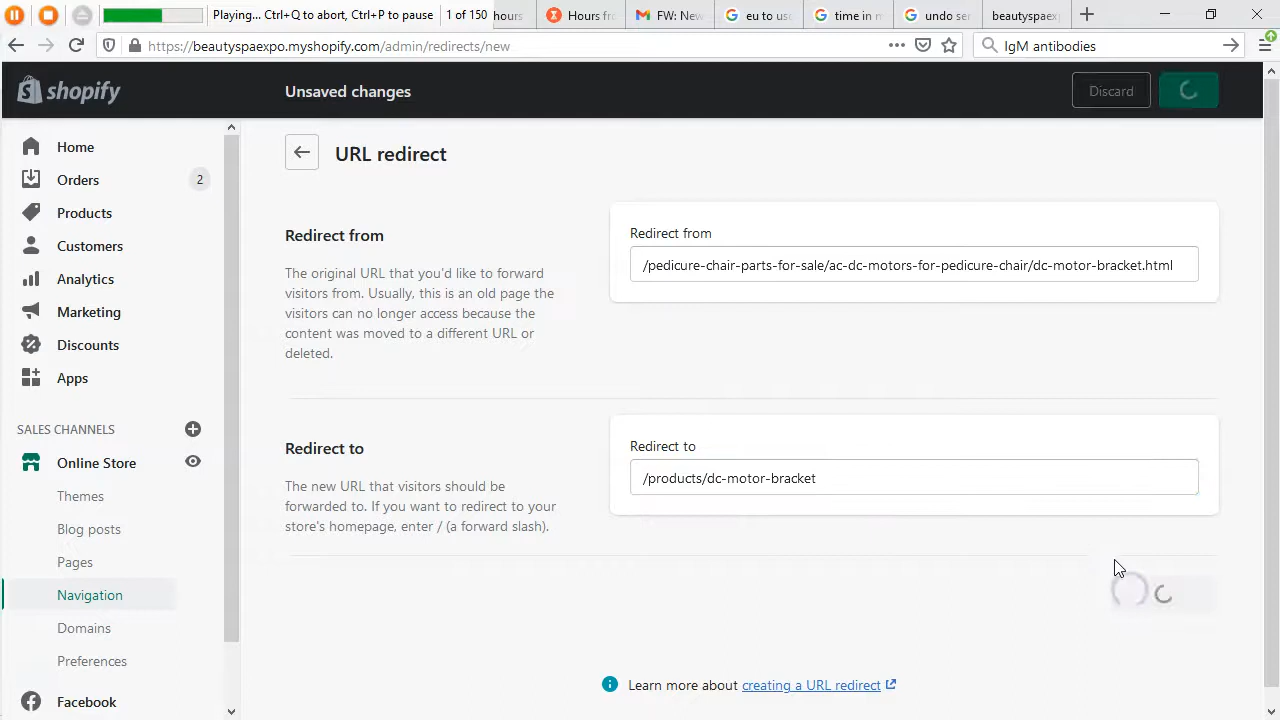 Playing... Ctrl+Q to abort, Ctrl+P to pause 1 of 150 hours Hours fr FW: New eu to us time in m undo ser beautyspaexp
https://beautyspaexpo.myshopify.com/admin/redirects/new IgM antibodies
shopify Unsaved changes Discard
URL redirect
Home
Orders 2
Products
Customers
Analytics
Marketing
Discounts
Apps
SALES CHANNELS
Online Store
Themes
Blog posts
Pages
Navigation
Domains
Preferences
Facebook
Redirect from
The original URL that you'd like to forward
visitors from. Usually, this is an old page the
visitors can no longer access because the
content was moved to a different URL or
deleted.
Redirect from
/pedicure-chair-parts-for-sale/ac-dc-motors-for-pedicure-chair/dc-motor-bracket.html
Redirect to
The new URL that visitors should be
forwarded to. If you want to redirect to your
store's homepage, enter / (a forward slash).
Redirect to
/products/dc-motor-bracket
Learn more about creating a URL redirect